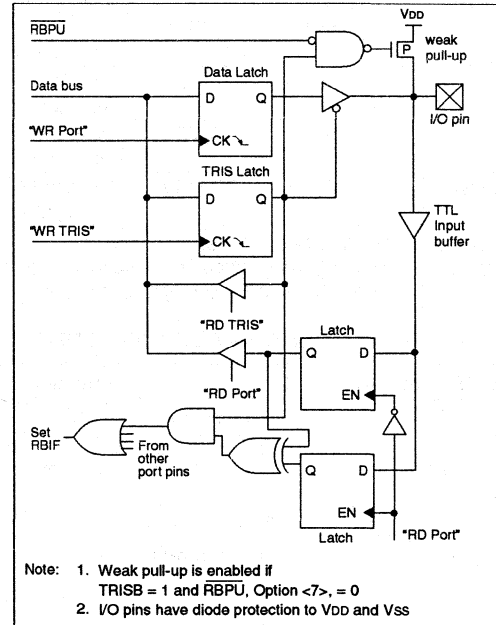 RBPU
VDD
P
weak
pull-up
Data bus
Data Latch
D
Q
I/O pin
"WR Port"
CK
TRIS Latch
D
Q
TTL
Input
buffer
"WR TRIS"
CK
"RD TRIS"
Latch
Q
D
"RD Port"
EN
Set
RBIF
From
other
port pins
Q
D
EN
"RD Port"
Latch
Note: 1. Weak pull-up is enabled if
TRISB = 1 and RBPU, Option <7>, = 0
2. I/O pins have diode protection to VDD and VSS